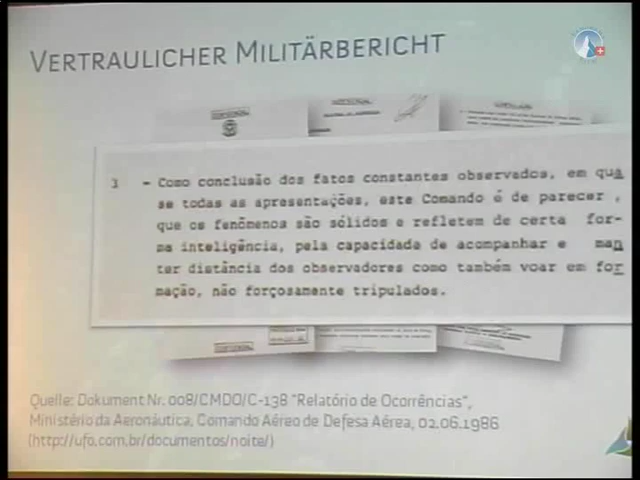 VERTRAULICHER MILITÄRBERICHT
3 - Como conclusão dos fatos constantes observados, em qua
se todas as apresentações, este Comando é de parecer ,
que os fenômenos são sólidos e refletem de certa for-
ma inteligência, pela capacidade de acompanhar e man
ter distância dos observadores como também voar em for
mação, não forçosamente tripulados.
Quelle: Dokument Nr. 008/CMDO/C-138 "Relatório de Ocorrências",
Ministério da Aeronáutica, Comando Aéreo de Defesa Aérea, 02.06.1986
(http://ufo.com.br/documentos/noite/)